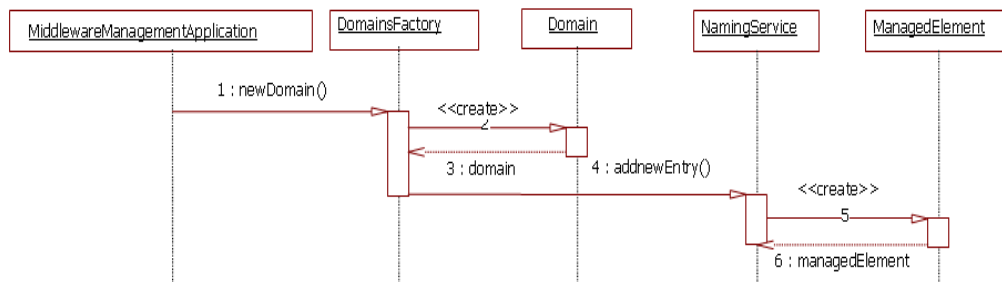 MiddlewareManagementApplication
DomainsFactory
Domain
NamingService
ManagedElement
1 : newDomain()
<<create>>
2
3 : domain
4 : addnewEntry()
<<create>>
5
6 : managedElement